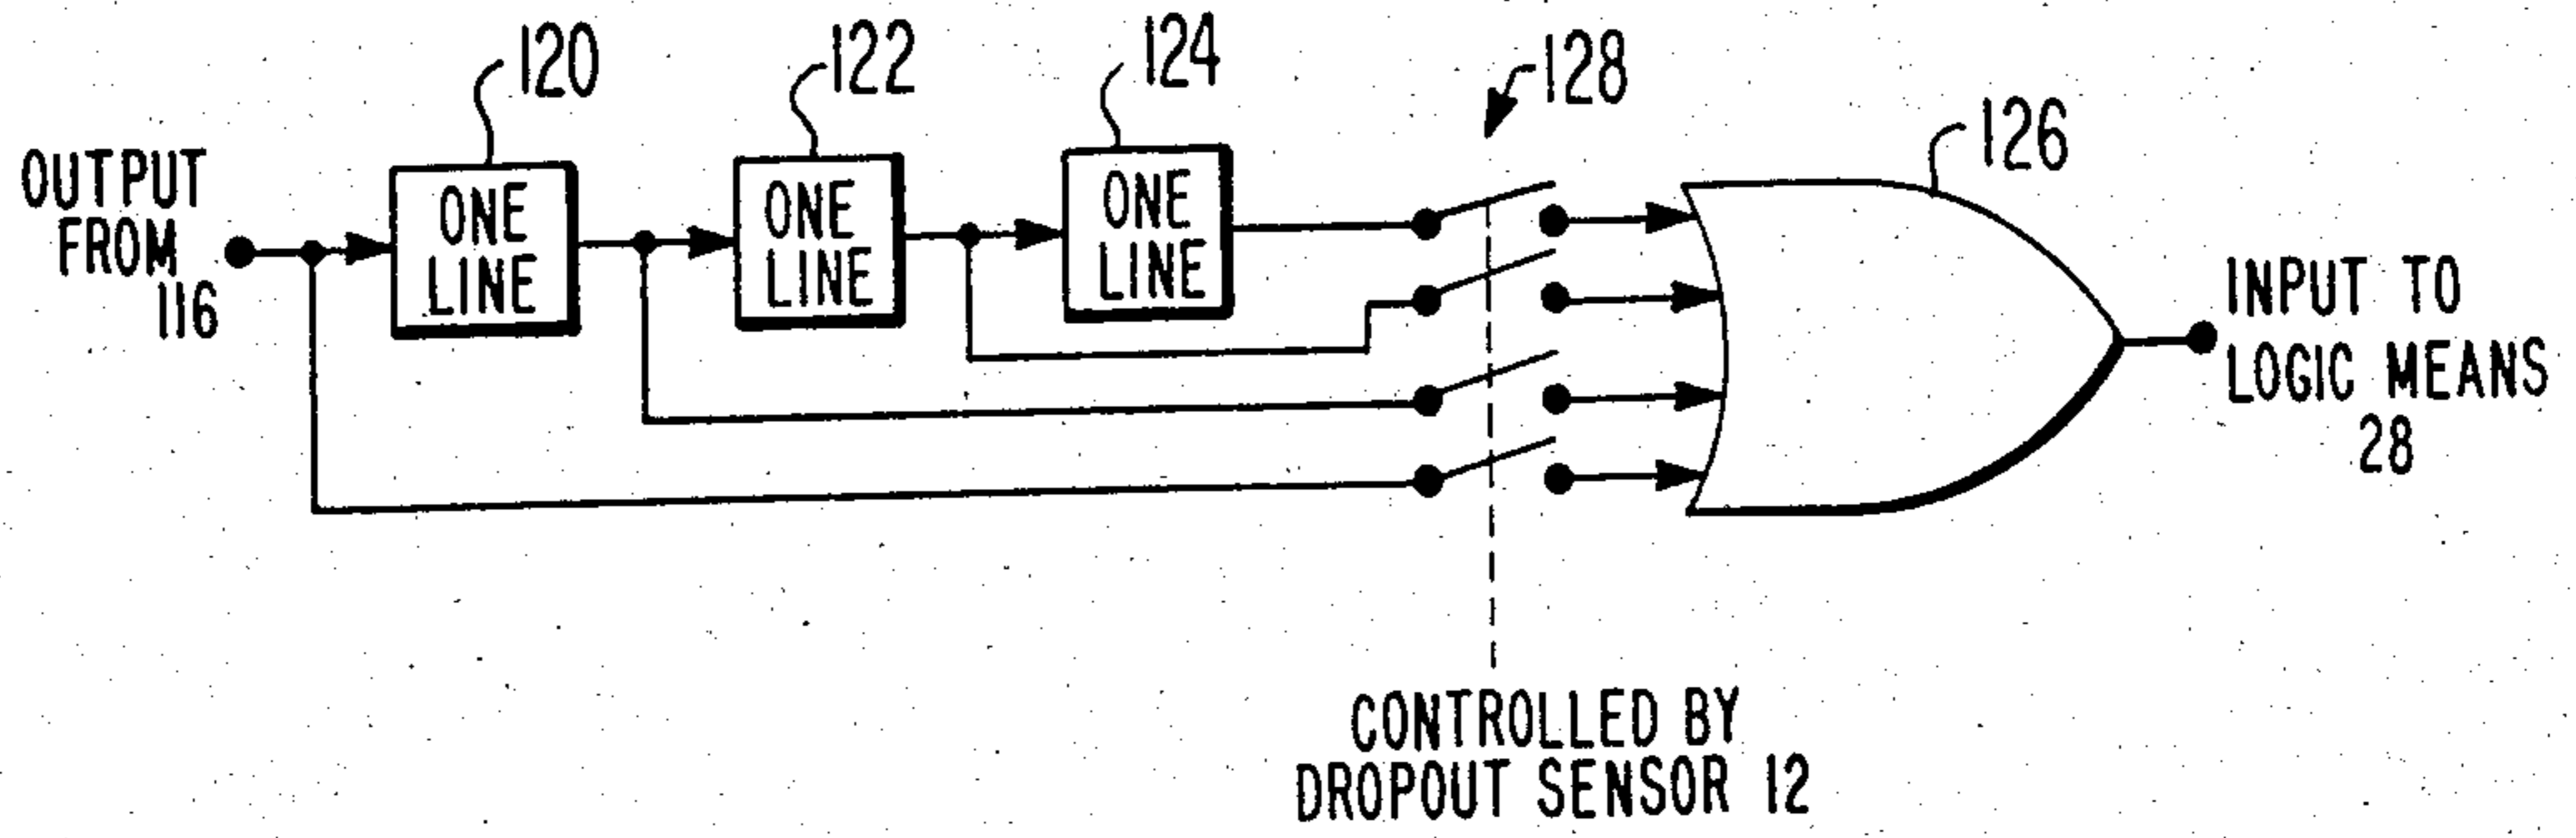 120
122
124
128
126
OUTPUT
FROM
116
ONE
LINE
ONE
LINE
ONE
LINE
INPUT TO
LOGIC MEANS
28
CONTROLLED BY
DROPOUT SENSOR 12